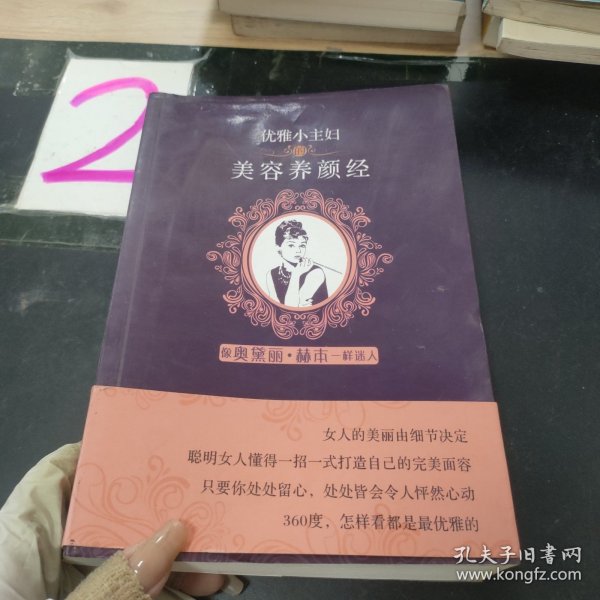 2
优雅小主妇
的
美容养颜经
像奥黛丽·赫本一样迷人
女人的美丽由细节决定
聪明女人懂得一招一式打造自己的完美面容
只要你处处留心，处处皆会令人怦然心动
360度，怎样看都是最优雅的
孔夫子旧书网
www.kongfz.com